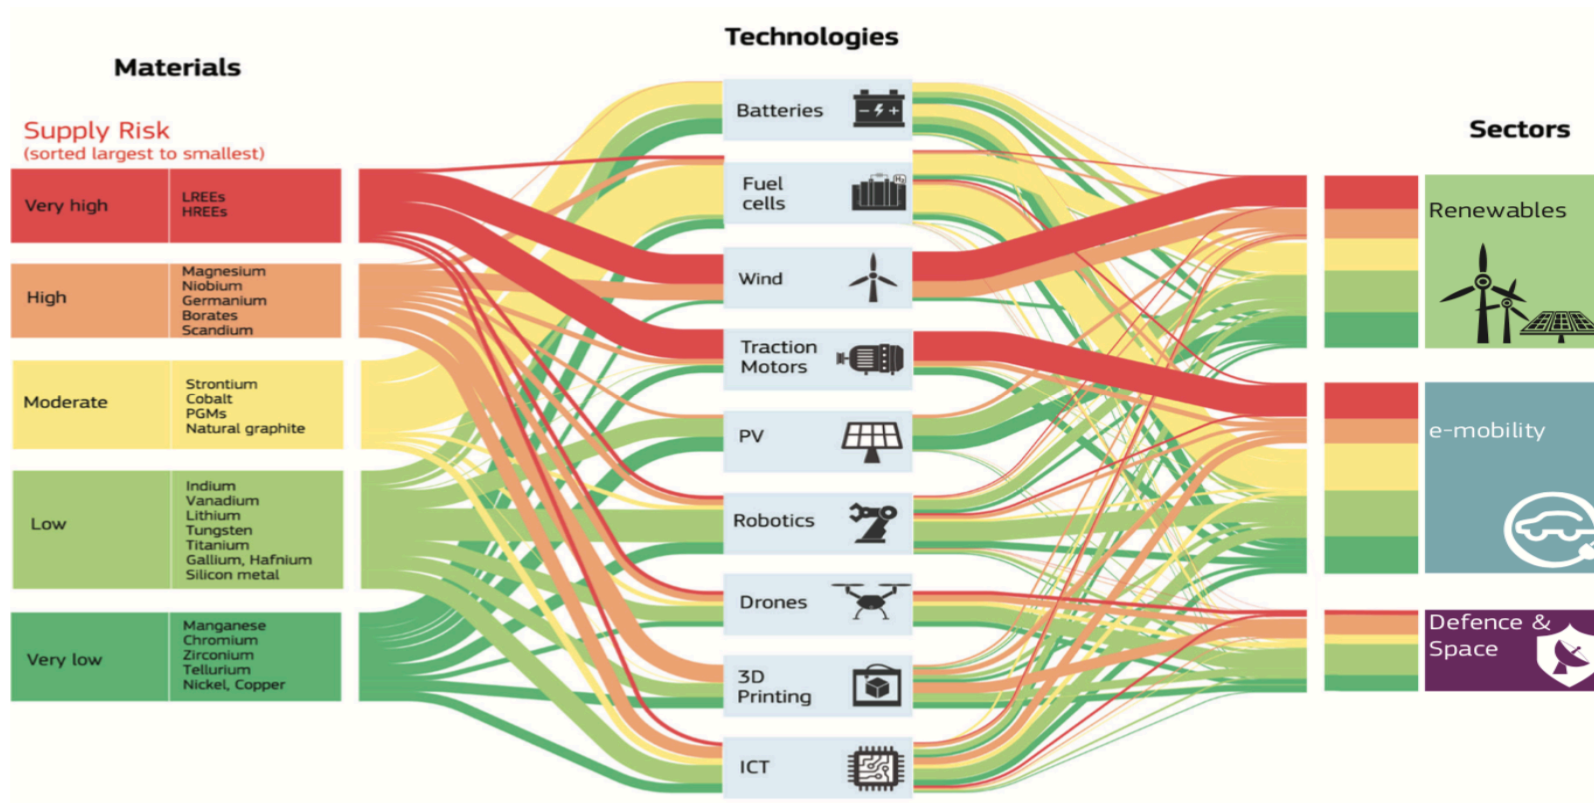 Technologies
Materials
Supply Risk
(sorted largest to smallest)
Very high
LREEs
HREEs
High
Magnesium
Niobium
Germanium
Borates
Scandium
Moderate
Strontium
Cobalt
PGMs
Natural graphite
Low
Indium
Vanadium
Lithium
Tungsten
Titanium
Gallium, Hafnium
Silicon metal
Very low
Manganese
Chromium
Zirconium
Tellurium
Nickel, Copper
Batteries
- +
Fuel
cells
H2
Wind
Traction
Motors
PV
Robotics
Drones
3D
Printing
ICT
Sectors
Renewables
e-mobility
Defence &
Space